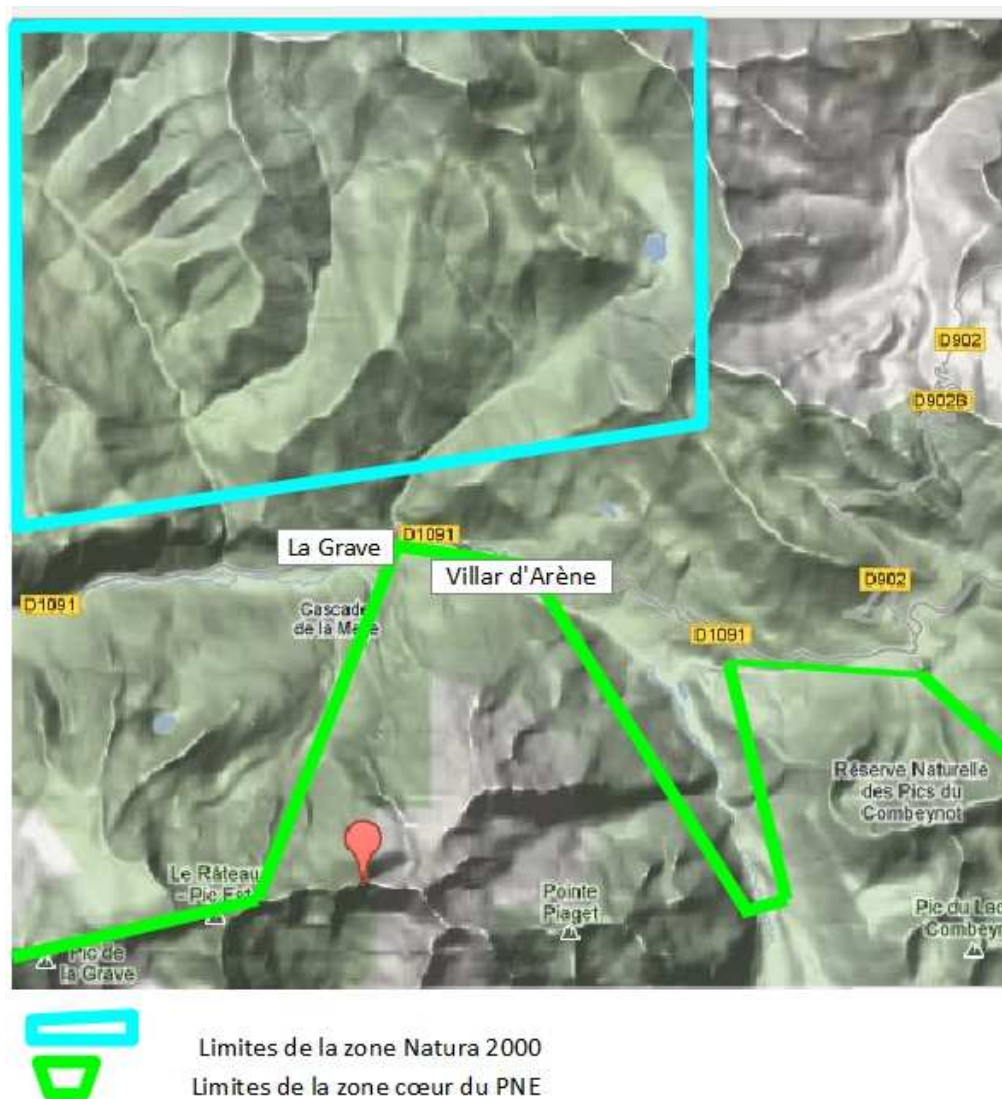 D902
D902B
D1091
La Grave
Villar d'Arène
D902
D1091
Cascade
de la Meije
D1091
Réserve Naturelle
des Pics du
Combeynot
Le Râteau
- Pic Est
Pointe
Piaget
Pic du Lac
Combeyn
Pic de
la Grave
Limites de la zone Natura 2000
Limites de la zone cœur du PNE